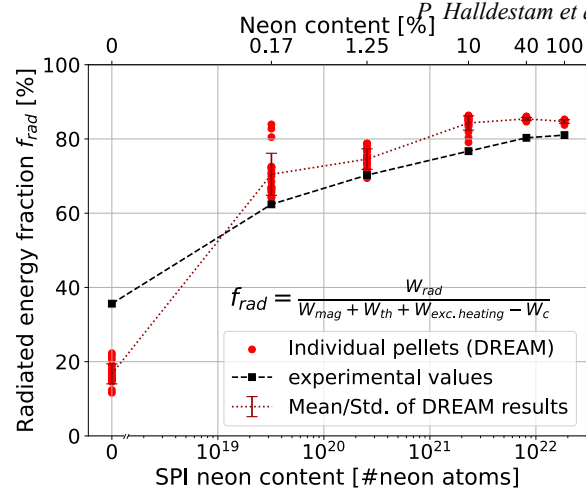 P. Halldestam et a
Neon content [%]
0 0.17 1.25 10 40 100
100
80
60
40
20
0
Radiated energy fraction f_rad [%]
f_rad = W_rad / (W_mag + W_th + W_exc. heating − W_c)
Individual pellets (DREAM)
experimental values
Mean/Std. of DREAM results
0 10^19 10^20 10^21 10^22
SPI neon content [#neon atoms]